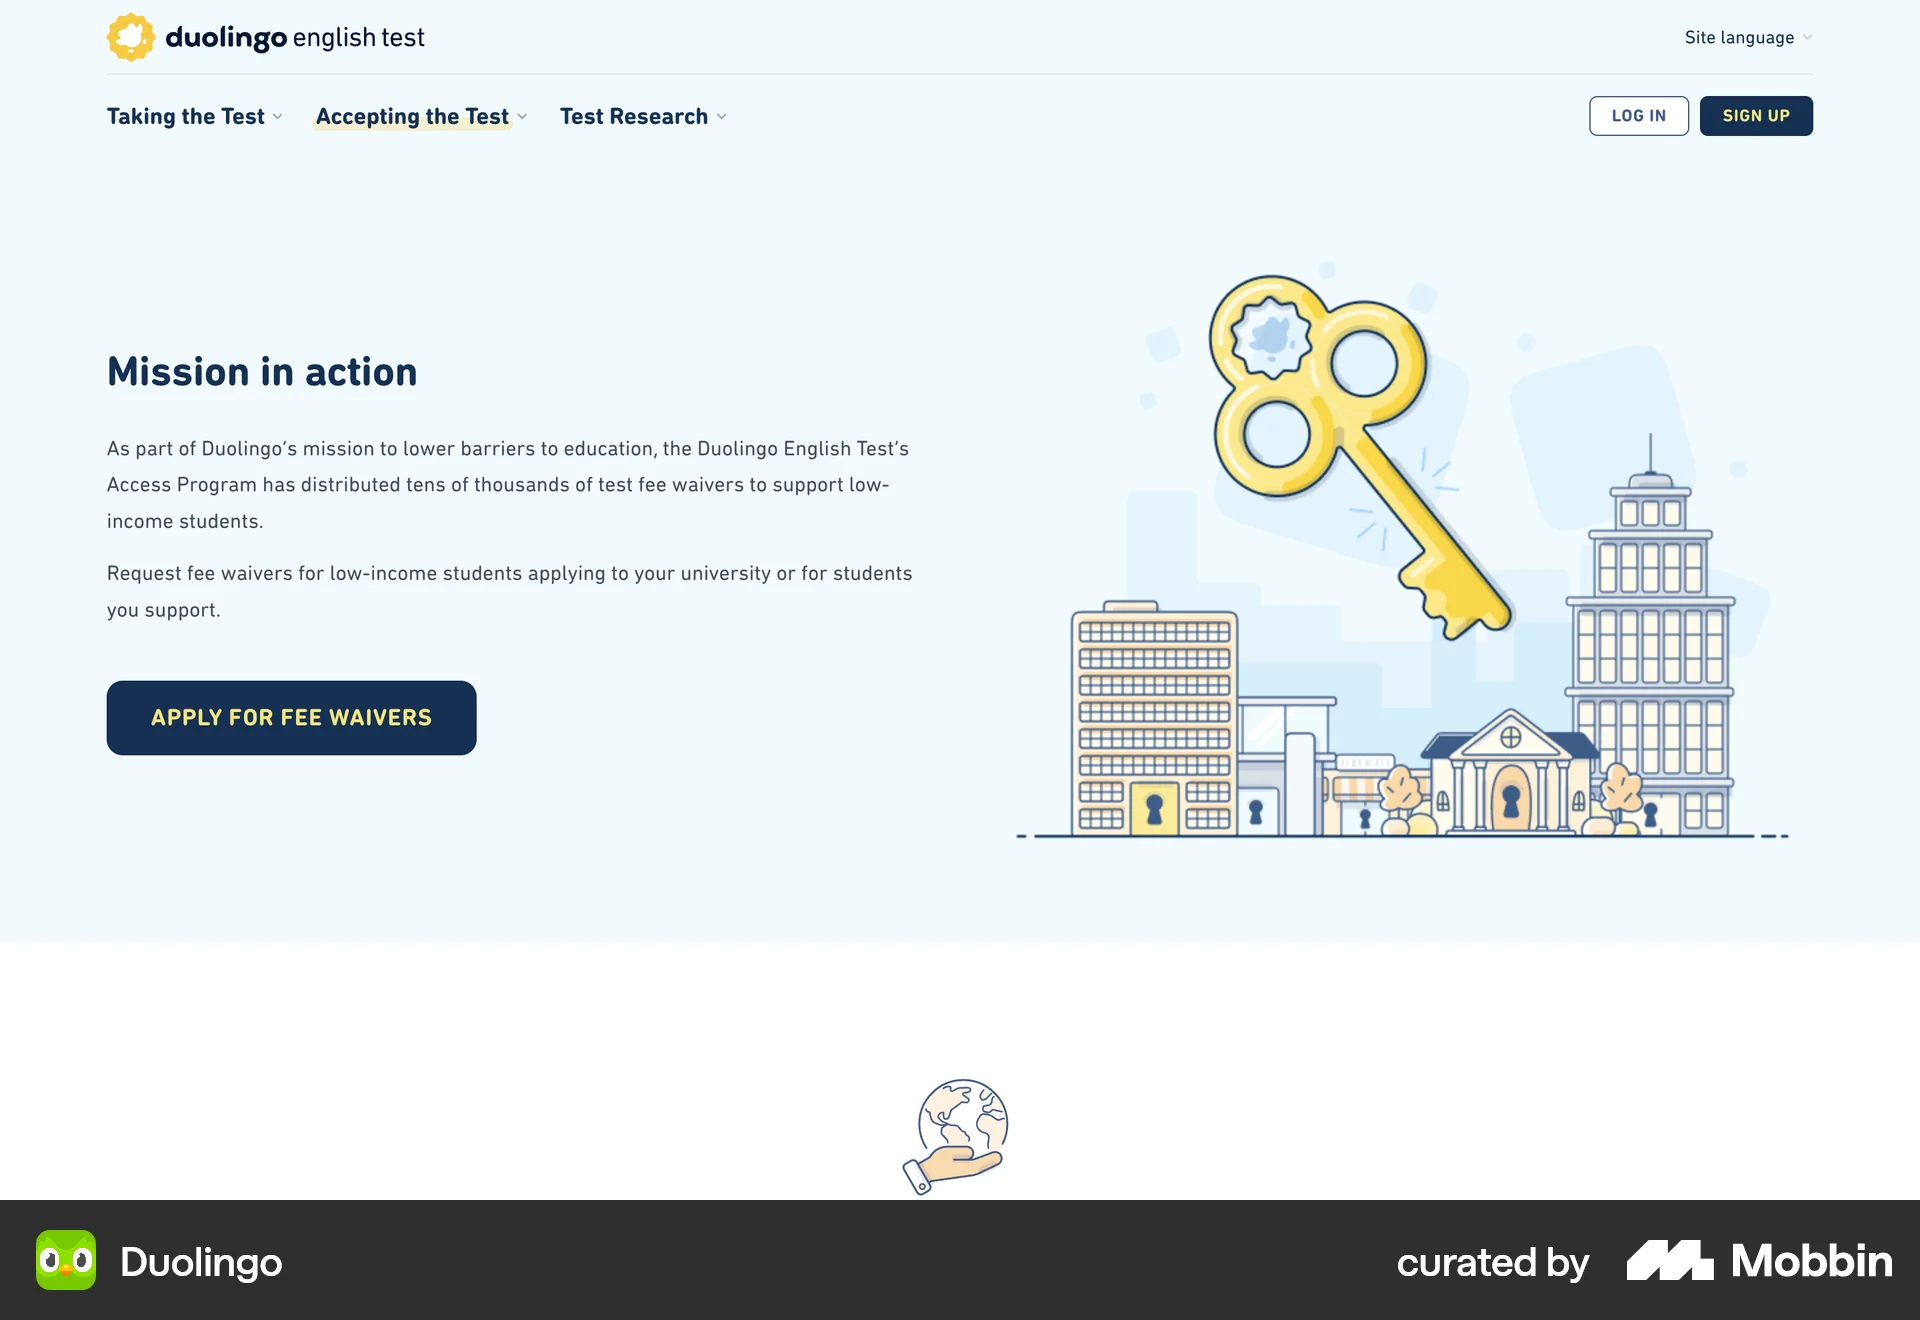 duolingo english test
Site language
Taking the Test
Accepting the Test
Test Research
LOG IN
SIGN UP
Mission in action
As part of Duolingo's mission to lower barriers to education, the Duolingo English Test's
Access Program has distributed tens of thousands of test fee waivers to support low-
income students.
Request fee waivers for low-income students applying to your university or for students
you support.
APPLY FOR FEE WAIVERS
Duolingo
curated by
Mobbin